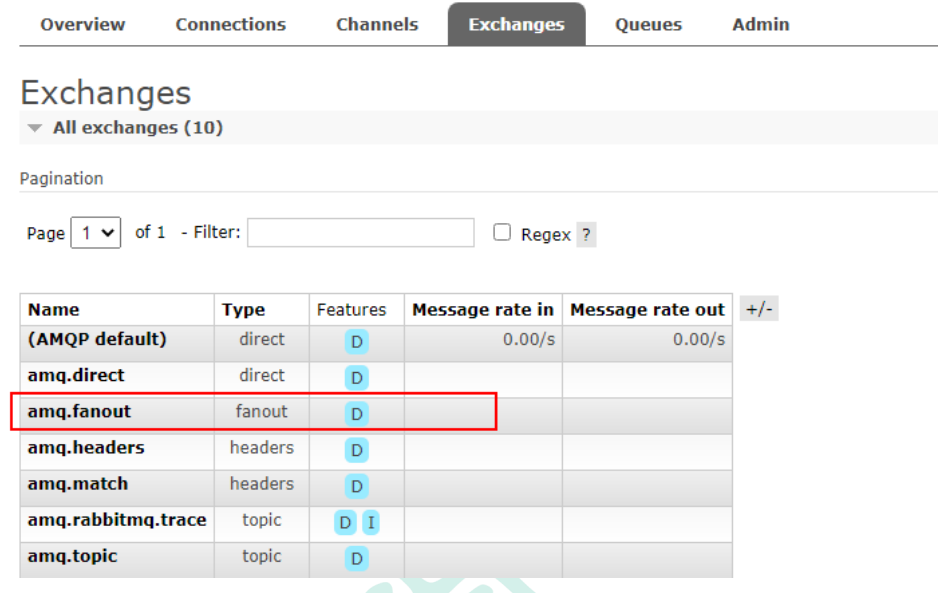 Overview Connections Channels Exchanges Queues Admin
Exchanges
All exchanges (10)
Pagination
Page 1 of 1 - Filter: Regex ?
Name Type Features Message rate in Message rate out +/-
(AMQP default) direct D 0.00/s 0.00/s
amq.direct direct D
amq.fanout fanout D
amq.headers headers D
amq.match headers D
amq.rabbitmq.trace topic D I
amq.topic topic D